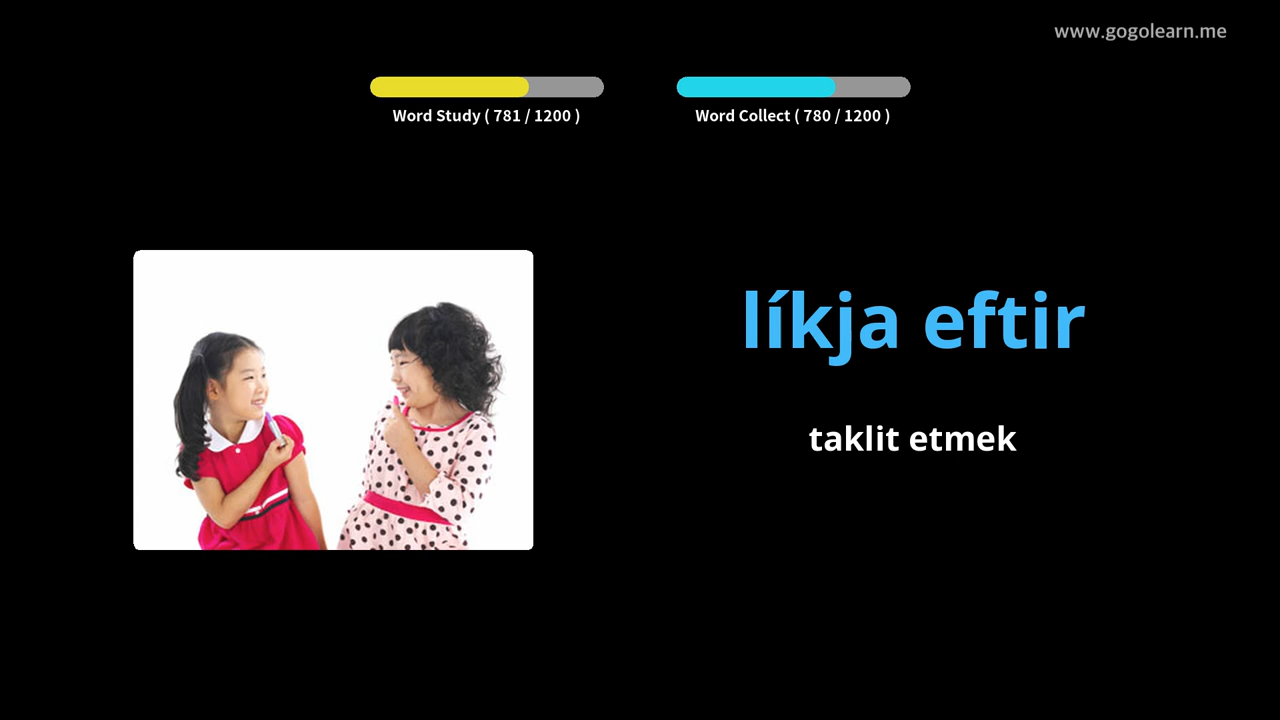 www.gogolearn.me
Word Study ( 781 / 1200 )
Word Collect ( 780 / 1200 )
líkja eftir
taklit etmek